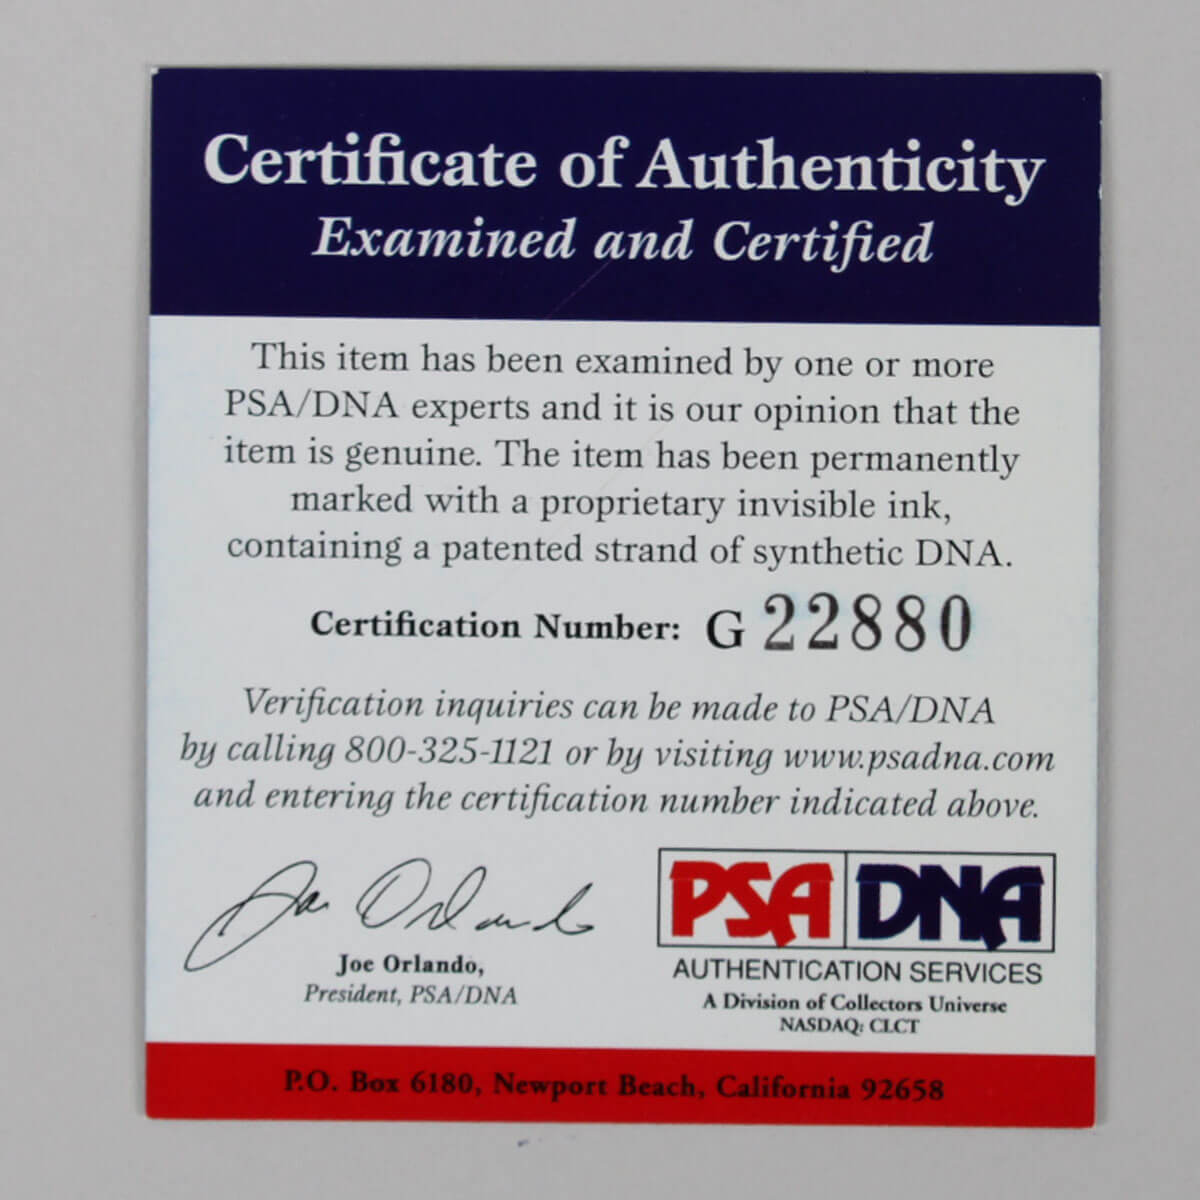 Certificate of Authenticity
Examined and Certified
This item has been examined by one or more
PSA/DNA experts and it is our opinion that the
item is genuine. The item has been permanently
marked with a proprietary invisible ink,
containing a patented strand of synthetic DNA.
Certification Number: G 22880
Verification inquiries can be made to PSA/DNA
by calling 800-325-1121 or by visiting www.psadna.com
and entering the certification number indicated above.
Joe Orlando
Joe Orlando,
President, PSA/DNA
PSA DNA
AUTHENTICATION SERVICES
A Division of Collectors Universe
NASDAQ: CLCT
P.O. Box 6180, Newport Beach, California 92658